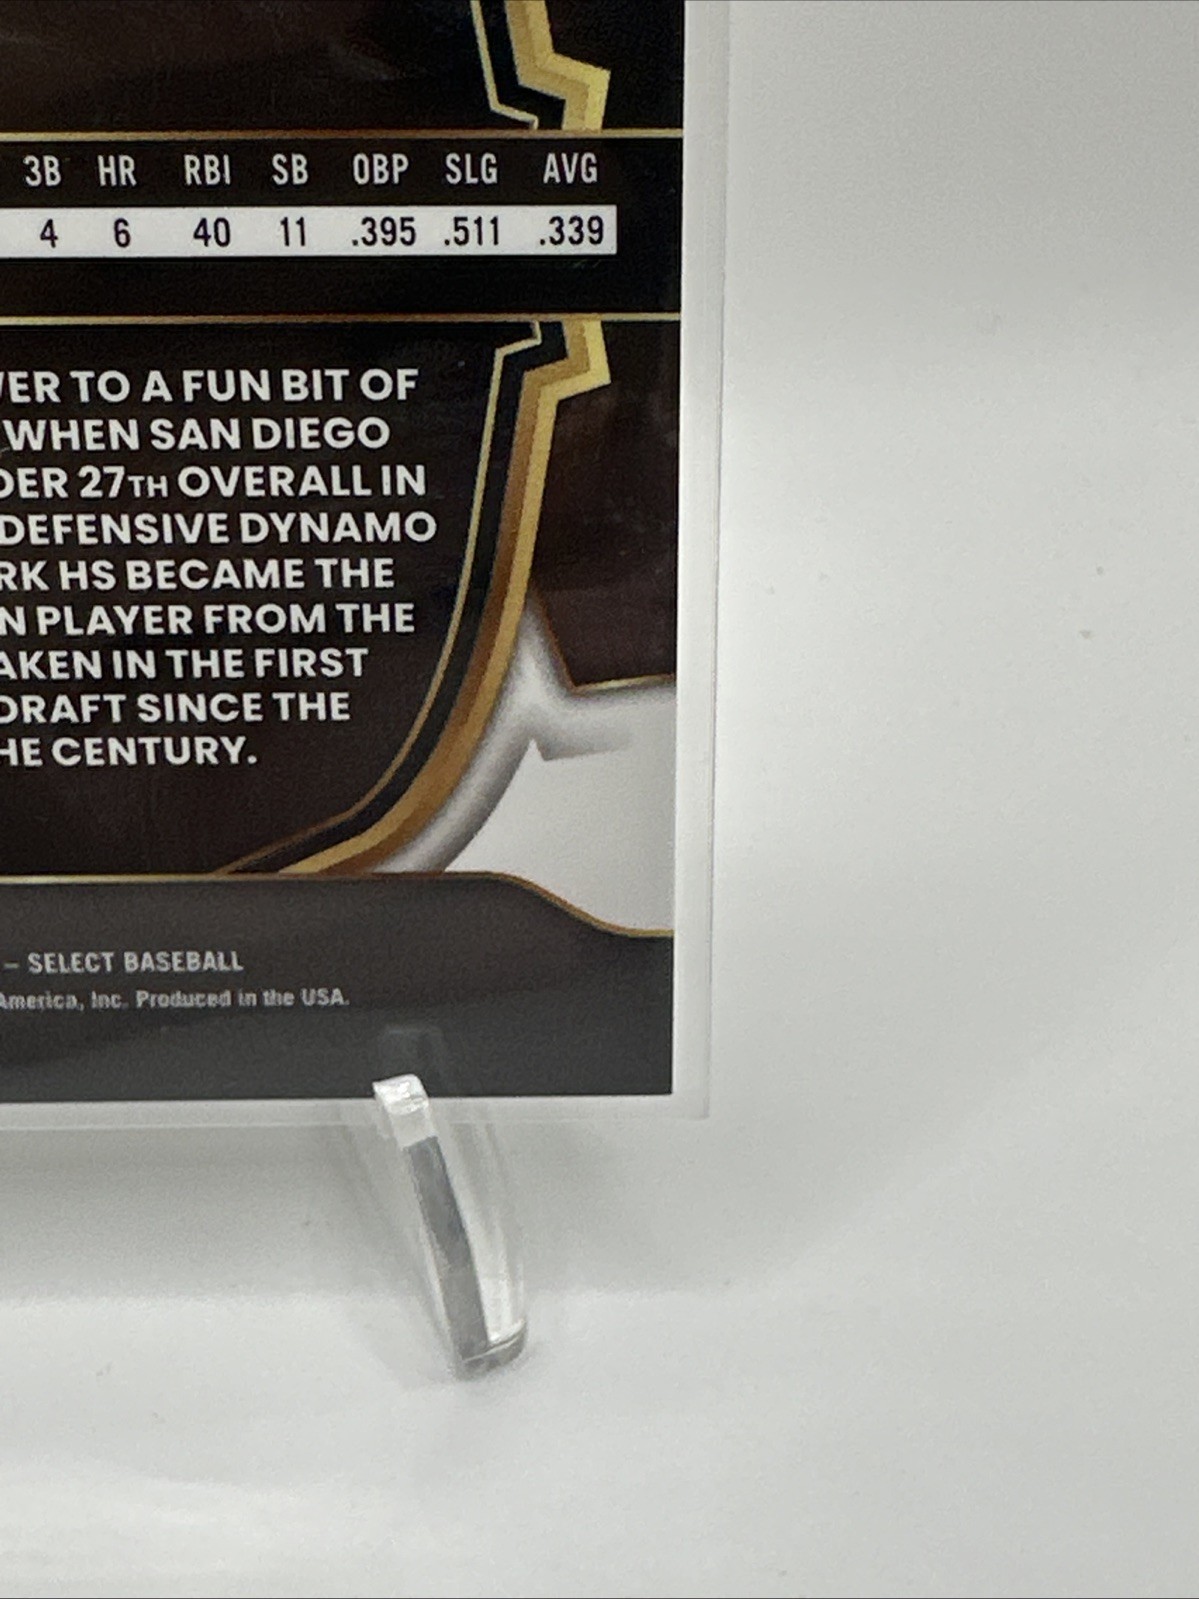 3B HR RBI SB OBP SLG AVG
4 6 40 11 .395 .511 .339
ER TO A FUN BIT OF
WHEN SAN DIEGO
DER 27TH OVERALL IN
DEFENSIVE DYNAMO
RK HS BECAME THE
N PLAYER FROM THE
AKEN IN THE FIRST
DRAFT SINCE THE
HE CENTURY.
– SELECT BASEBALL
America, Inc. Produced in the USA.